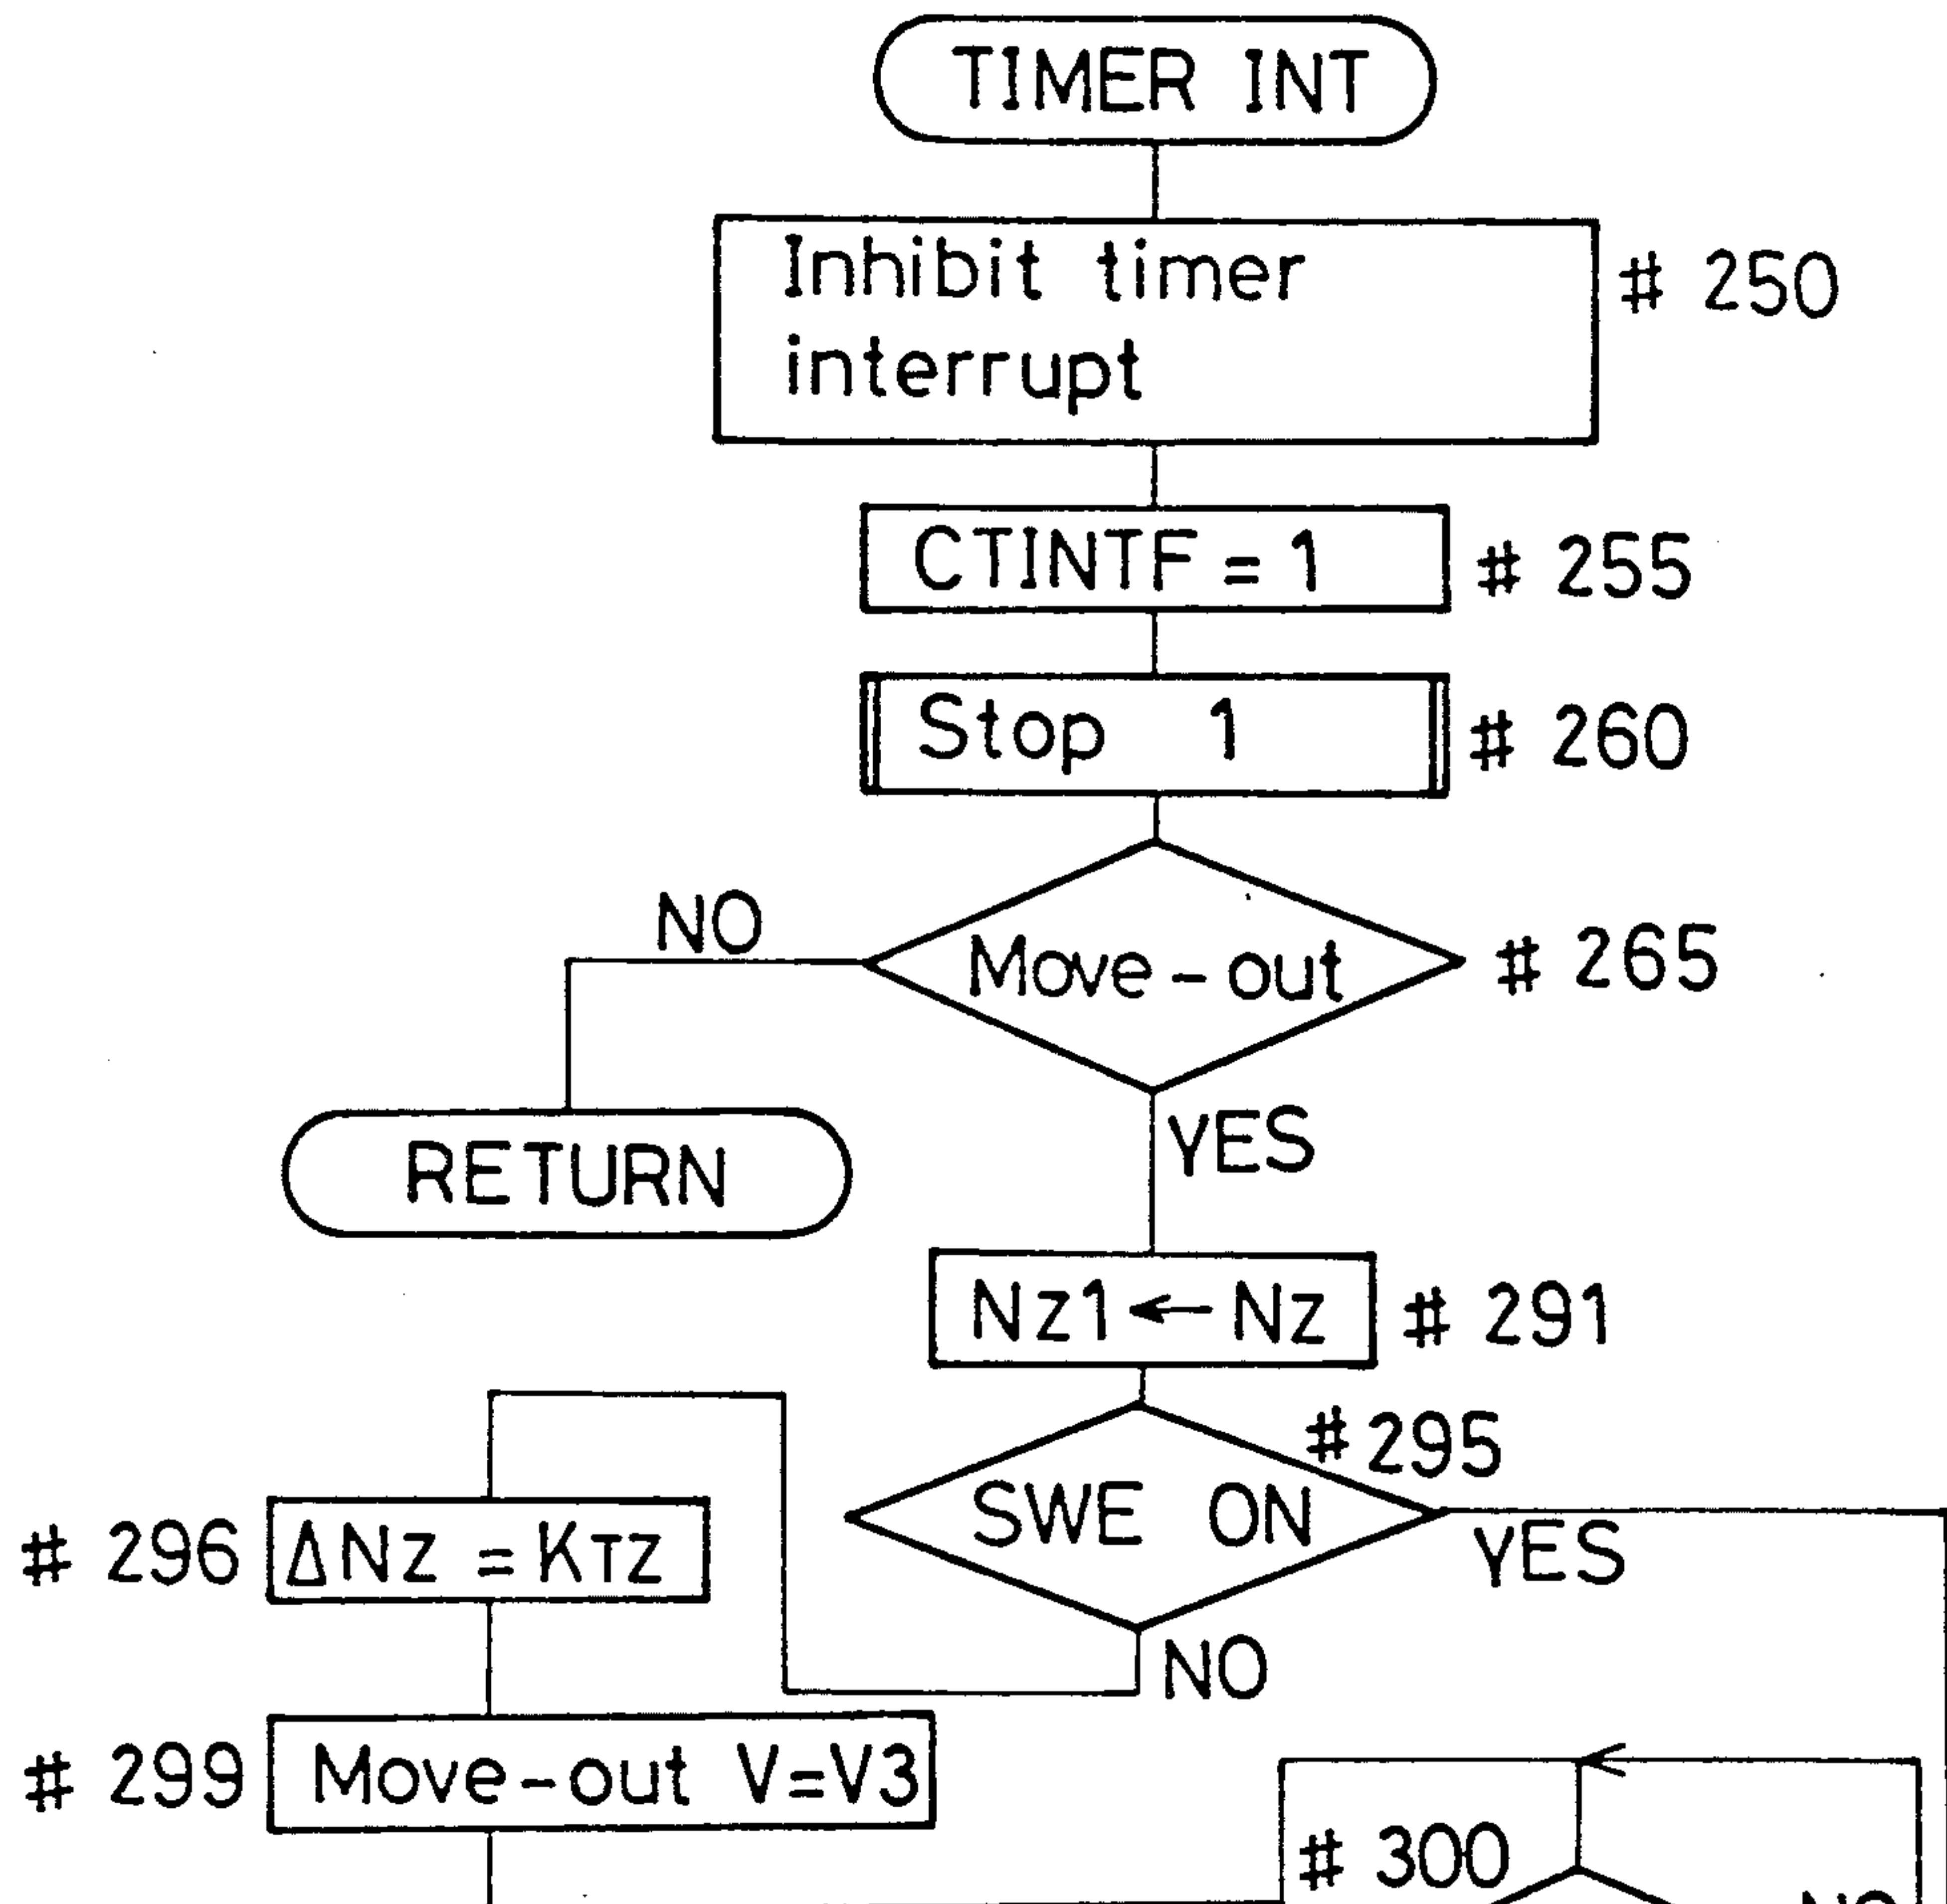 TIMER INT
Inhibit timer
interrupt
# 250
CTINTF = 1
# 255
Stop 1
# 260
NO
Move-out
# 265
YES
RETURN
Nz1 ← Nz
# 291
#295
SWE ON
YES
NO
# 296
ΔNz = KTZ
# 299
Move-out V=V3
# 300
NO